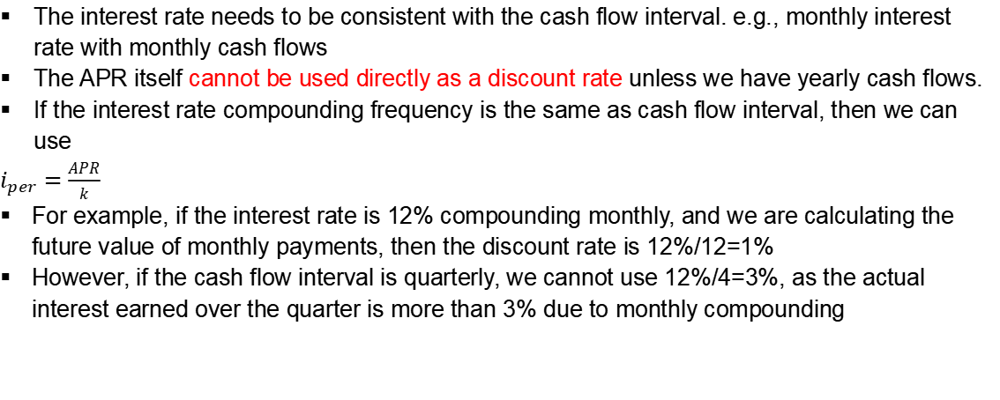 ▪ The interest rate needs to be consistent with the cash flow interval. e.g., monthly interest
rate with monthly cash flows
▪ The APR itself cannot be used directly as a discount rate unless we have yearly cash flows.
▪ If the interest rate compounding frequency is the same as cash flow interval, then we can
use
i_per = APR/k
▪ For example, if the interest rate is 12% compounding monthly, and we are calculating the
future value of monthly payments, then the discount rate is 12%/12=1%
▪ However, if the cash flow interval is quarterly, we cannot use 12%/4=3%, as the actual
interest earned over the quarter is more than 3% due to monthly compounding